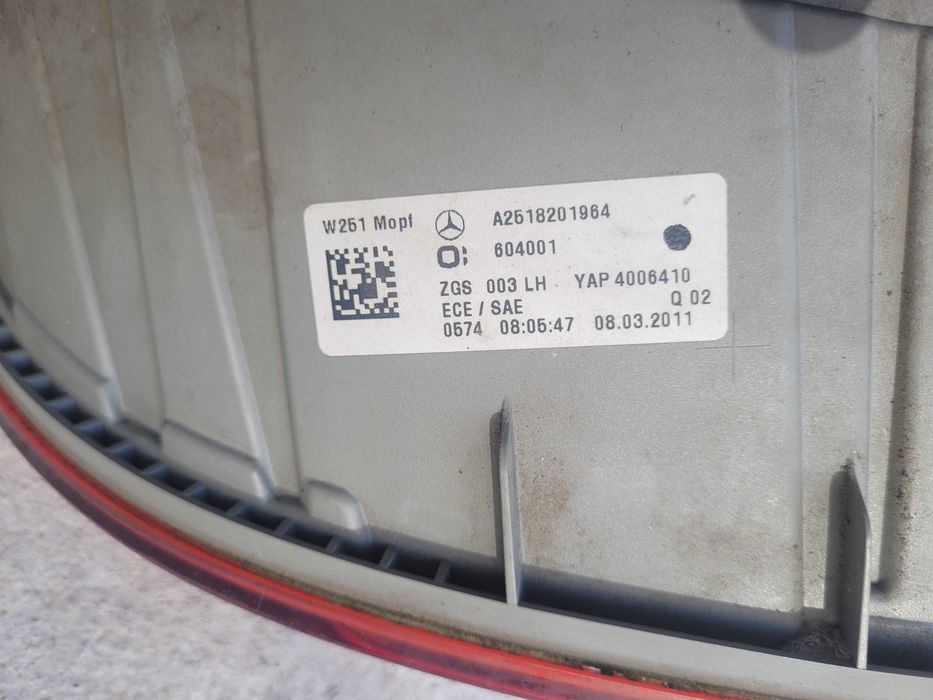 W251 Mopf A2518201964
604001
ZGS 003 LH YAP 4006410
ECE / SAE Q 02
0574 08:05:47 08.03.2011